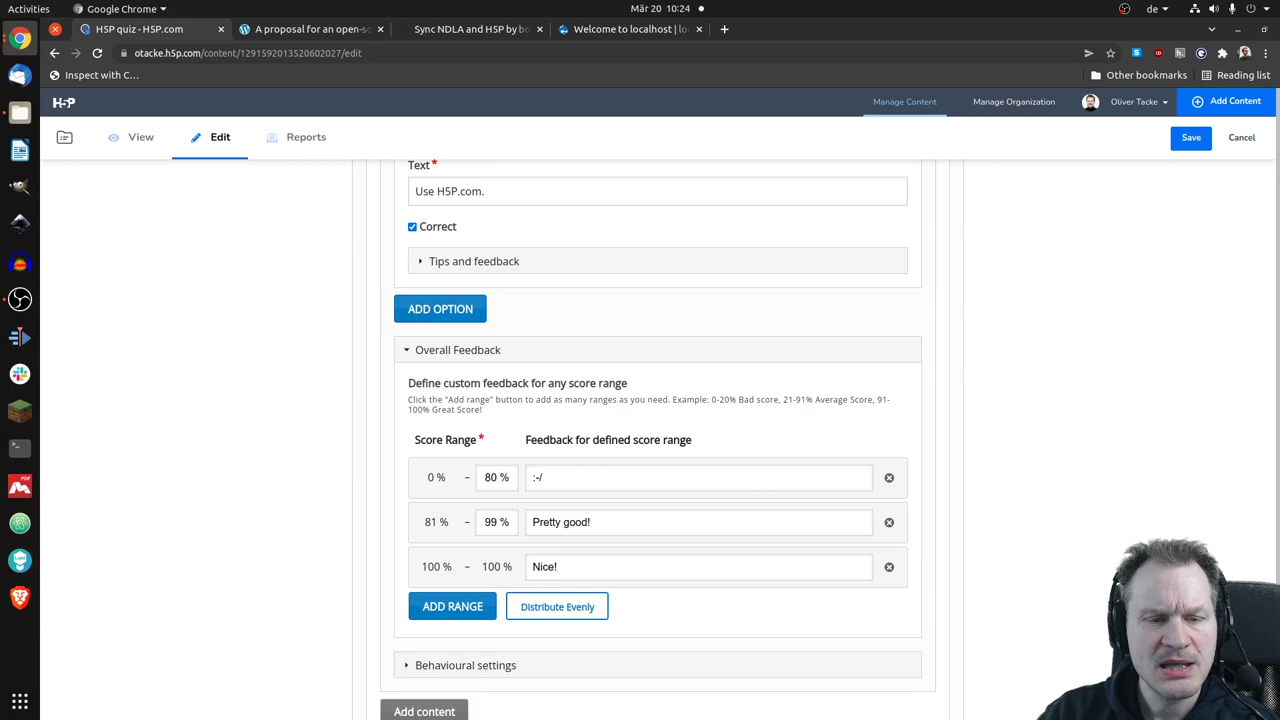 Activities
Google Chrome
Mär 20 10:24
de
H5P quiz - H5P.com
A proposal for an open-s
Sync NDLA and H5P by bo
Welcome to localhost | lo
otacke.h5p.com/content/1291592013520602027/edit
Inspect with C…
Other bookmarks
Reading list
H5P
Manage Content
Manage Organization
Oliver Tacke
Add Content
View
Edit
Reports
Save
Cancel
Text *
Use H5P.com.
Correct
Tips and feedback
ADD OPTION
Overall Feedback
Define custom feedback for any score range
Click the "Add range" button to add as many ranges as you need. Example: 0-20% Bad score, 21-91% Average Score, 91-
100% Great Score!
Score Range *
Feedback for defined score range
0 % – 80 % :-/
81 % – 99 % Pretty good!
100 % – 100 % Nice!
ADD RANGE
Distribute Evenly
Behavioural settings
Add content